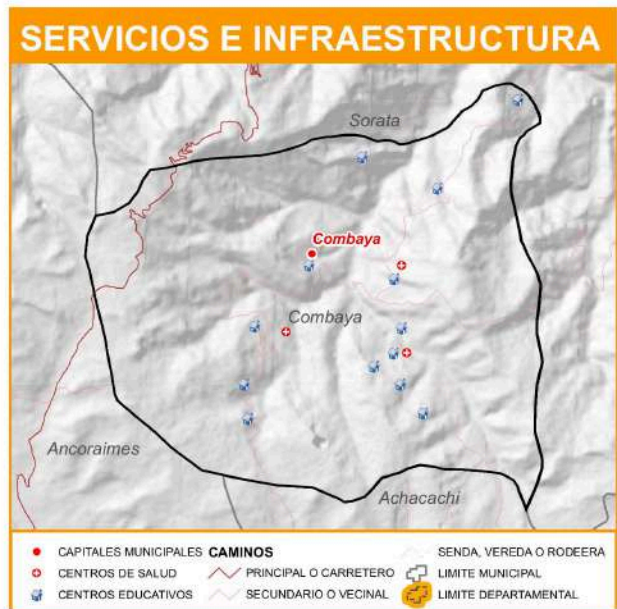 SERVICIOS E INFRAESTRUCTURA
Sorata
Combaya
Combaya
Ancoraimes
Achacachi
CAPITALES MUNICIPALES
CENTROS DE SALUD
CENTROS EDUCATIVOS
CAMINOS
PRINCIPAL O CARRETERO
SECUNDARIO O VECINAL
SENDA, VEREDA O RODEERA
LIMITE MUNICIPAL
LIMITE DEPARTAMENTAL